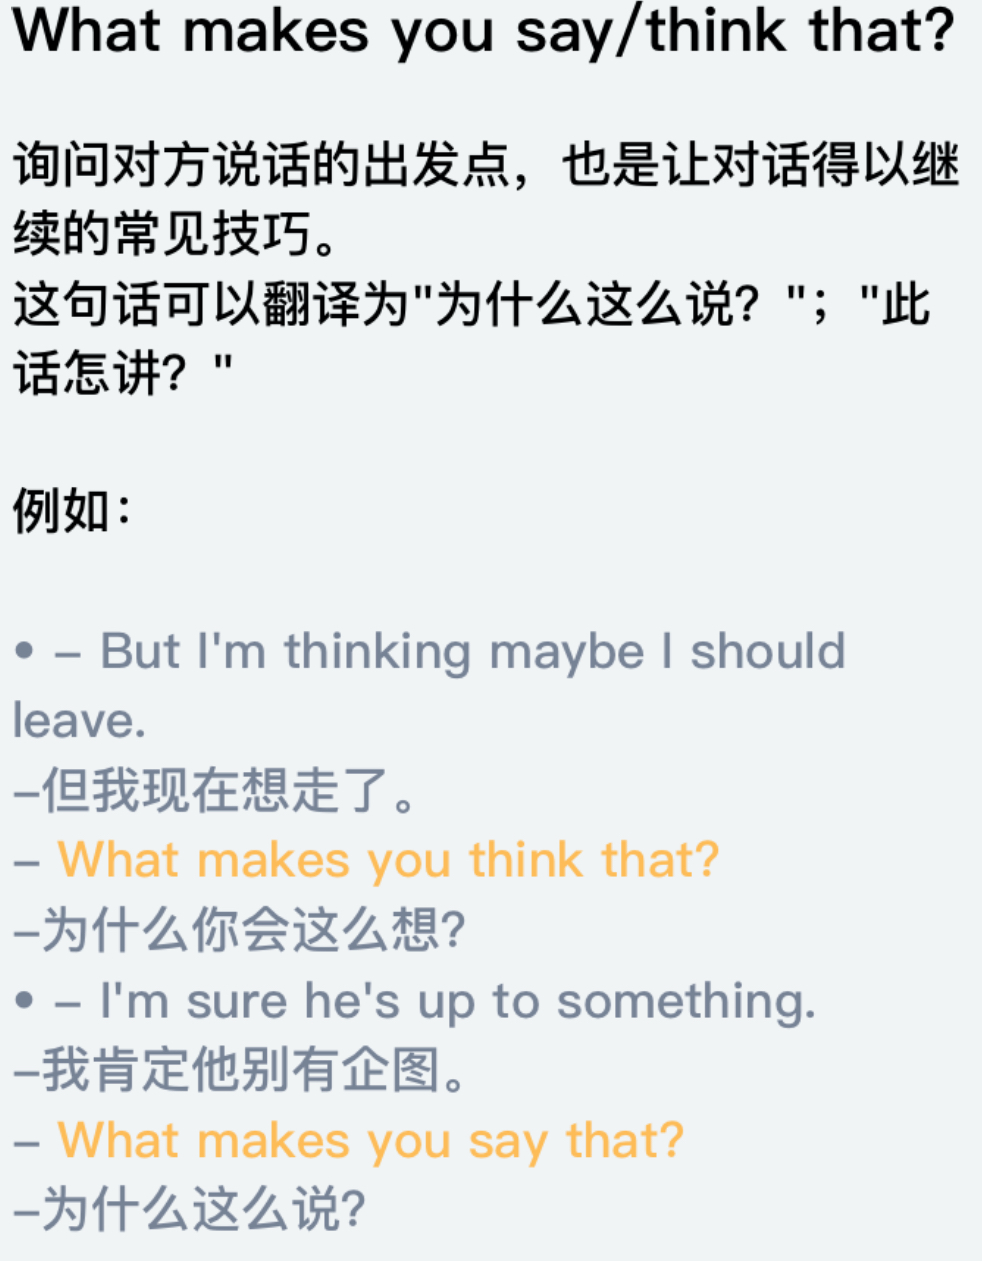 What makes you say/think that?
询问对方说话的出发点，也是让对话得以继
续的常见技巧。
这句话可以翻译为"为什么这么说？"；"此
话怎讲？"
例如：
• – But I'm thinking maybe I should
leave.
–但我现在想走了。
– What makes you think that?
–为什么你会这么想?
• – I'm sure he's up to something.
–我肯定他别有企图。
– What makes you say that?
–为什么这么说?